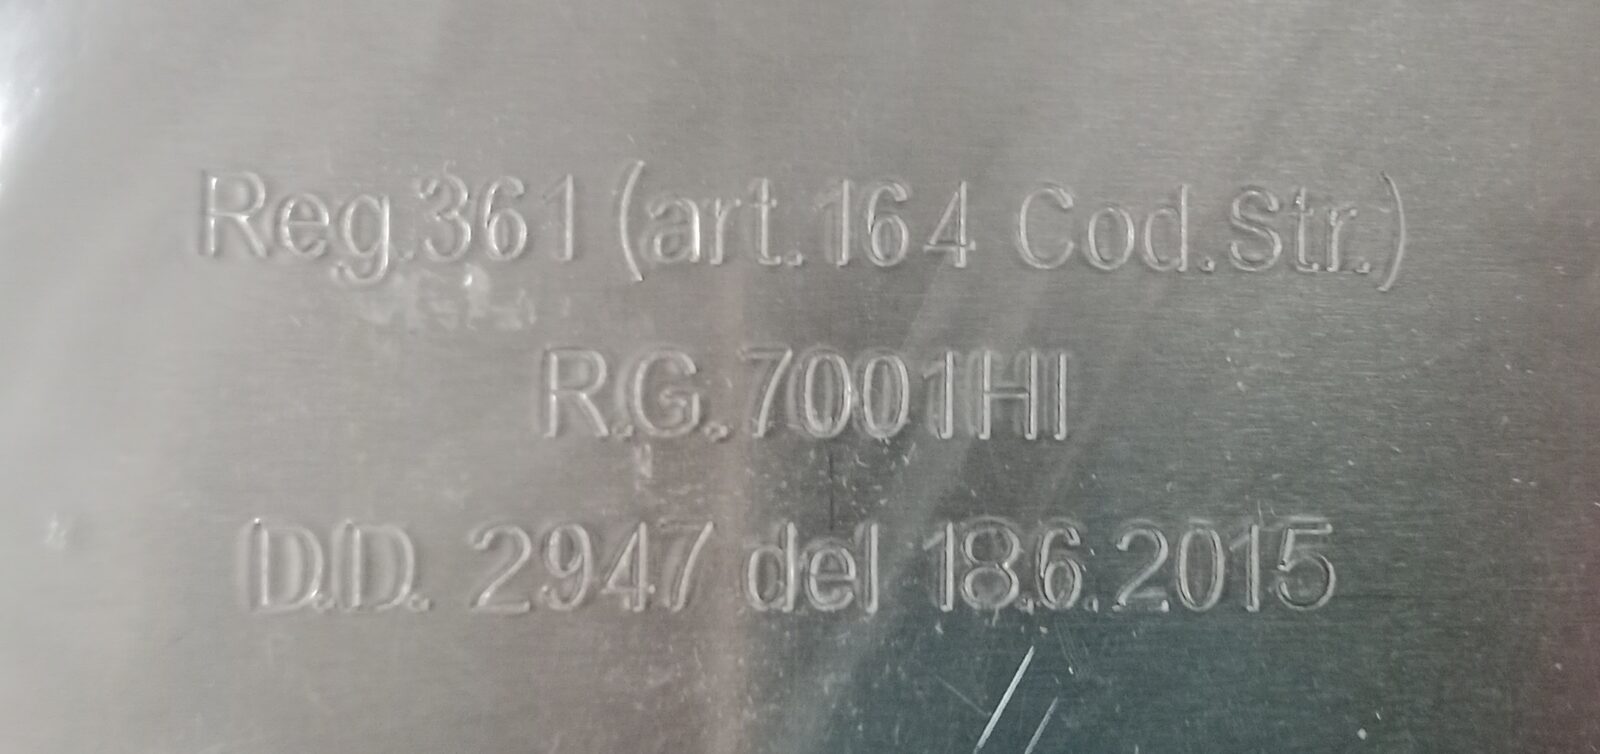 Reg.361 (art.164 Cod.Str.)
R.G.7001HI
D.D. 2947 del 18.6.2015